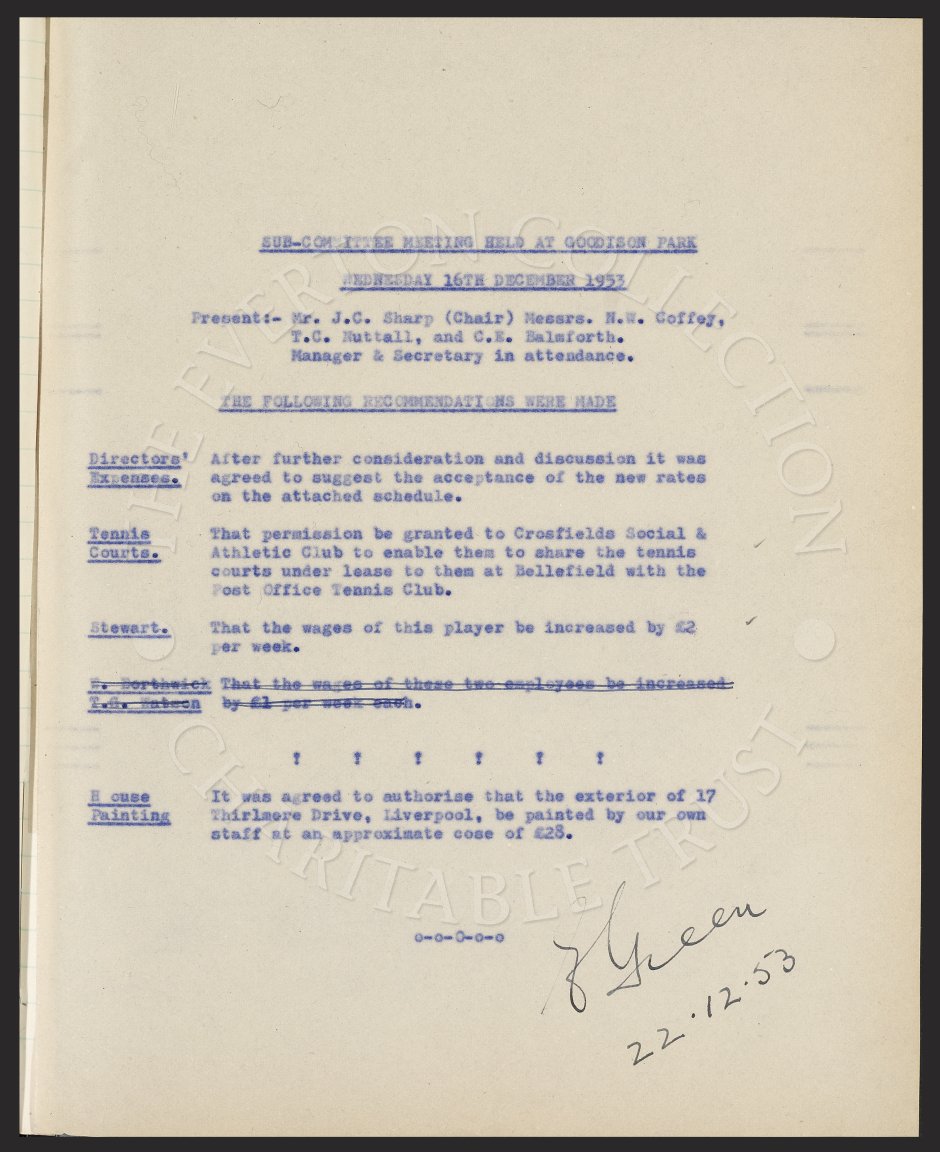 SUB-COMMITTEE MEETING HELD AT GOODISON PARK
WEDNESDAY 16TH DECEMBER 1953
Present:- Mr. J.C. Sharp (Chair) Messrs. N.W. Coffey,
T.C. Nuttall, and C.E. Balmforth.
Manager & Secretary in attendance.
THE FOLLOWING RECOMMENDATIONS WERE MADE
Directors' After further consideration and discussion it was
Expenses. agreed to suggest the acceptance of the new rates
on the attached schedule.
Tennis That permission be granted to Crosfields Social &
Courts. Athletic Club to enable them to share the tennis
courts under lease to them at Bellefield with the
Post Office Tennis Club.
Stewart. That the wages of this player be increased by £2
per week.
Borthwick That the wages of these two employees be increased
T.G. Watson by £1 per week each.
It was agreed to authorise that the exterior of 17
H ouse
Painting Thirlmere Drive, Liverpool, be painted by our own
staff at an approximate cose of £28.
o-o-O-o-o
Green
22.12.53
THE EVERTON COLLECTION
CHARITABLE TRUST